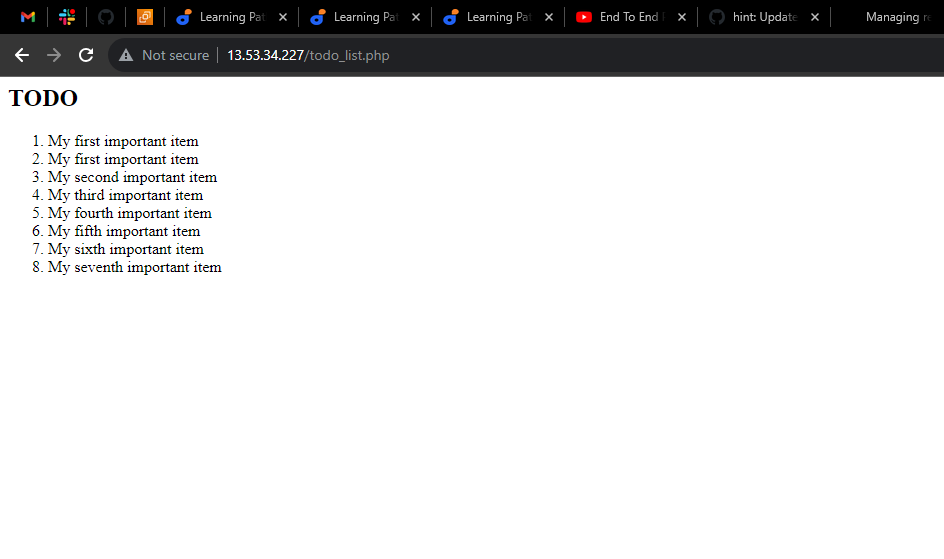 Learning Pat
Learning Pat
Learning Pat
End To End
hint: Update
Managing re
Not secure
13.53.34.227/todo_list.php
TODO
1. My first important item
2. My first important item
3. My second important item
4. My third important item
5. My fourth important item
6. My fifth important item
7. My sixth important item
8. My seventh important item